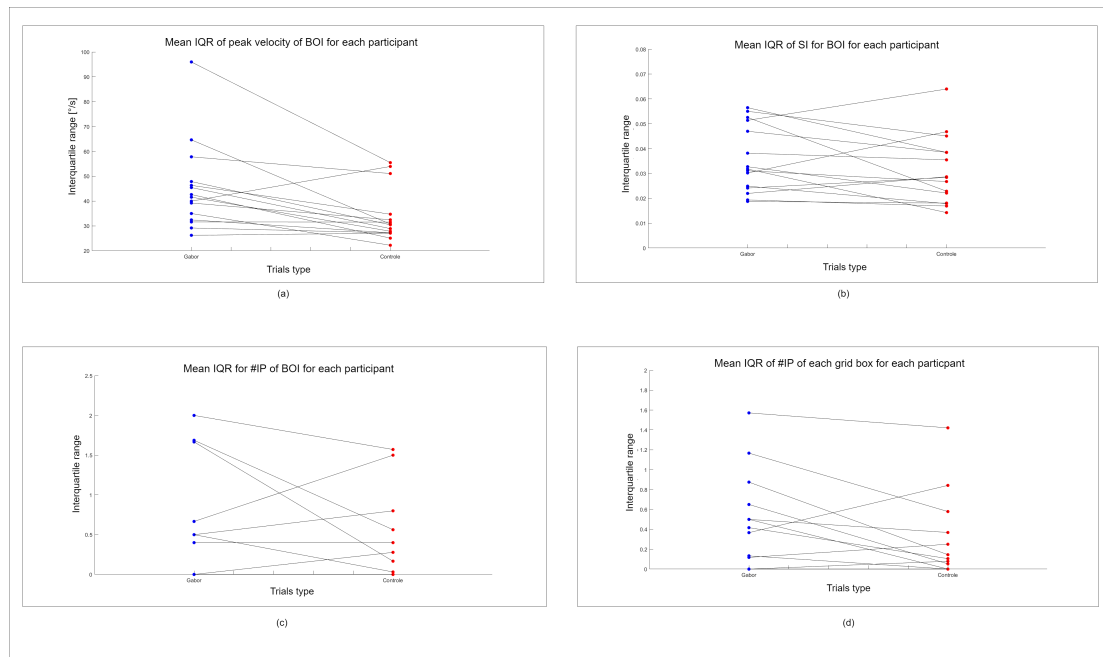 Mean IQR of peak velocity of BOI for each participant
100
90
80
70
60
50
40
30
20
Interquartile range [°/s]
Gabor
Controle
Trials type
(a)
Mean IQR of SI for BOI for each participant
0.08
0.07
0.06
0.05
0.04
0.03
0.02
0.01
0
Interquartile range
Gabor
Controle
Trials type
(b)
Mean IQR for #IP of BOI for each participant
2.5
2
1.5
1
0.5
0
Interquartile range
Gabor
Controle
Trials type
(c)
Mean IQR of #IP of each grid box for each particpant
2
1.8
1.6
1.4
1.2
1
0.8
0.6
0.4
0.2
0
Interquartile range
Gabor
Controle
Trials type
(d)